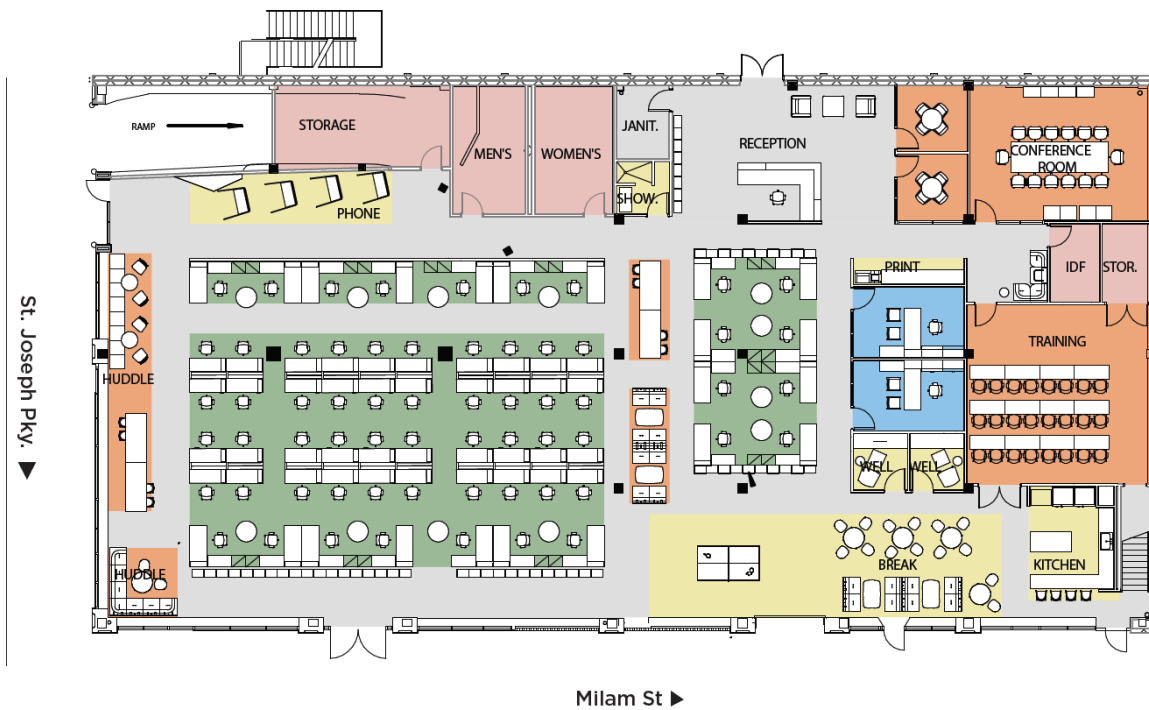 RAMP
STORAGE
MEN'S
WOMEN'S
JANIT.
SHOW.
RECEPTION
CONFERENCE
ROOM
PHONE
PRINT
IDF
STOR.
St. Joseph Pky.
HUDDLE
TRAINING
WELL
WELL
HUDDLE
BREAK
KITCHEN
Milam St